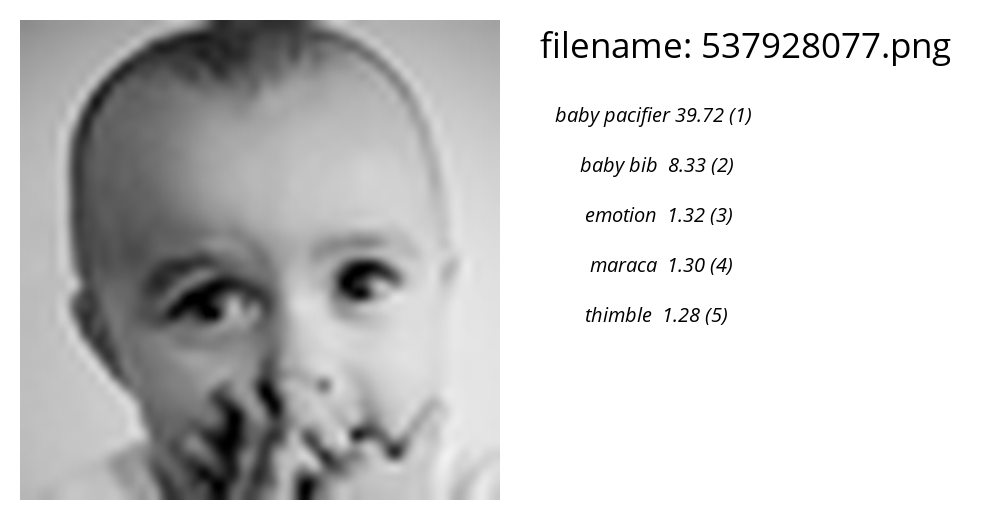 filename: 537928077.png
baby pacifier 39.72 (1)
baby bib 8.33 (2)
emotion 1.32 (3)
maraca 1.30 (4)
thimble 1.28 (5)